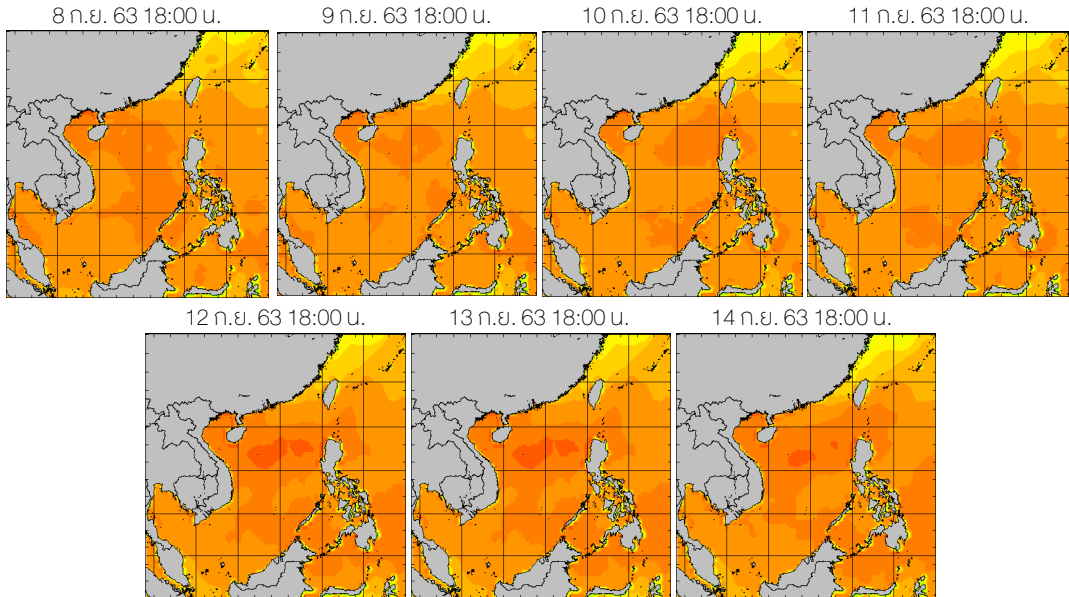 8 ก.ย. 63 18:00 น.
9 ก.ย. 63 18:00 น.
10 ก.ย. 63 18:00 น.
11 ก.ย. 63 18:00 น.
12 ก.ย. 63 18:00 น.
13 ก.ย. 63 18:00 น.
14 ก.ย. 63 18:00 น.